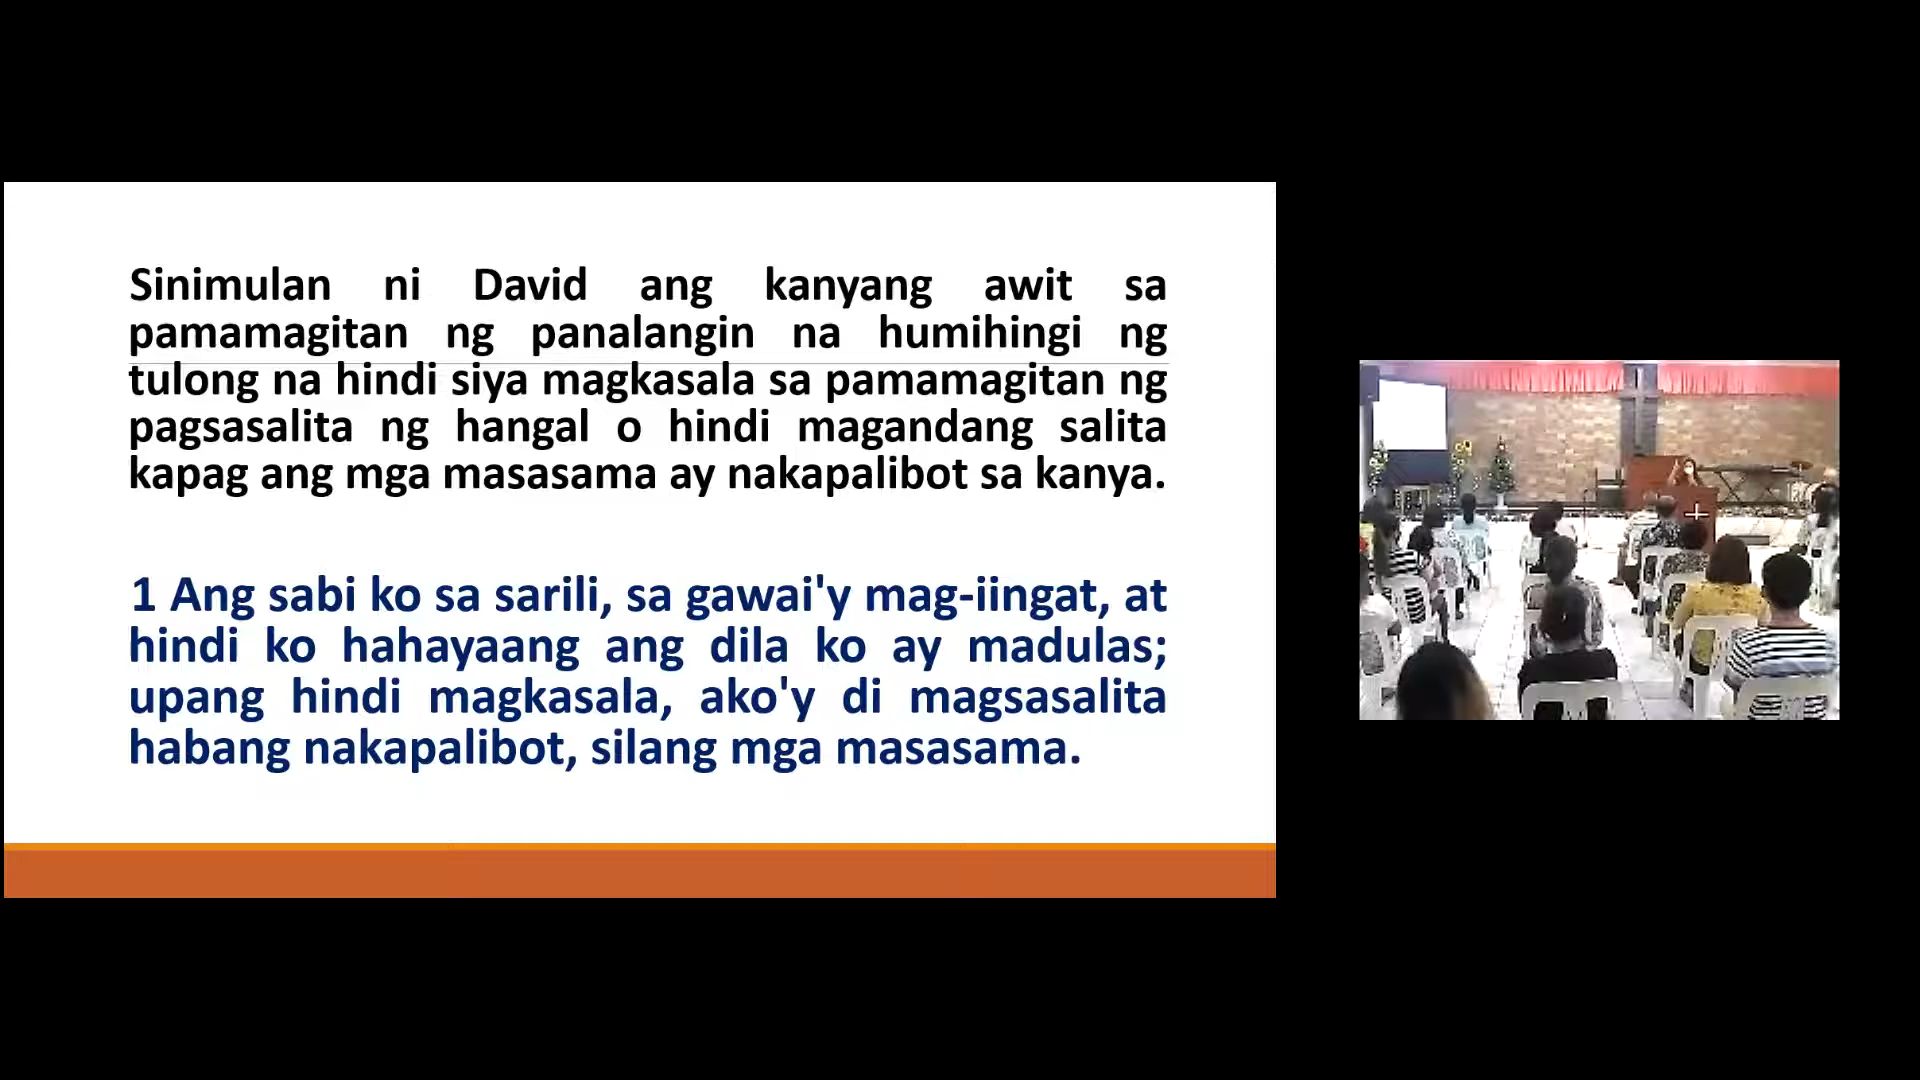 Sinimulan ni David ang kanyang awit sa
pamamagitan ng panalangin na humihingi ng
tulong na hindi siya magkasala sa pamamagitan ng
pagsasalita ng hangal o hindi magandang salita
kapag ang mga masasama ay nakapalibot sa kanya.
1 Ang sabi ko sa sarili, sa gawai'y mag-iingat, at
hindi ko hahayaang ang dila ko ay madulas;
upang hindi magkasala, ako'y di magsasalita
habang nakapalibot, silang mga masasama.